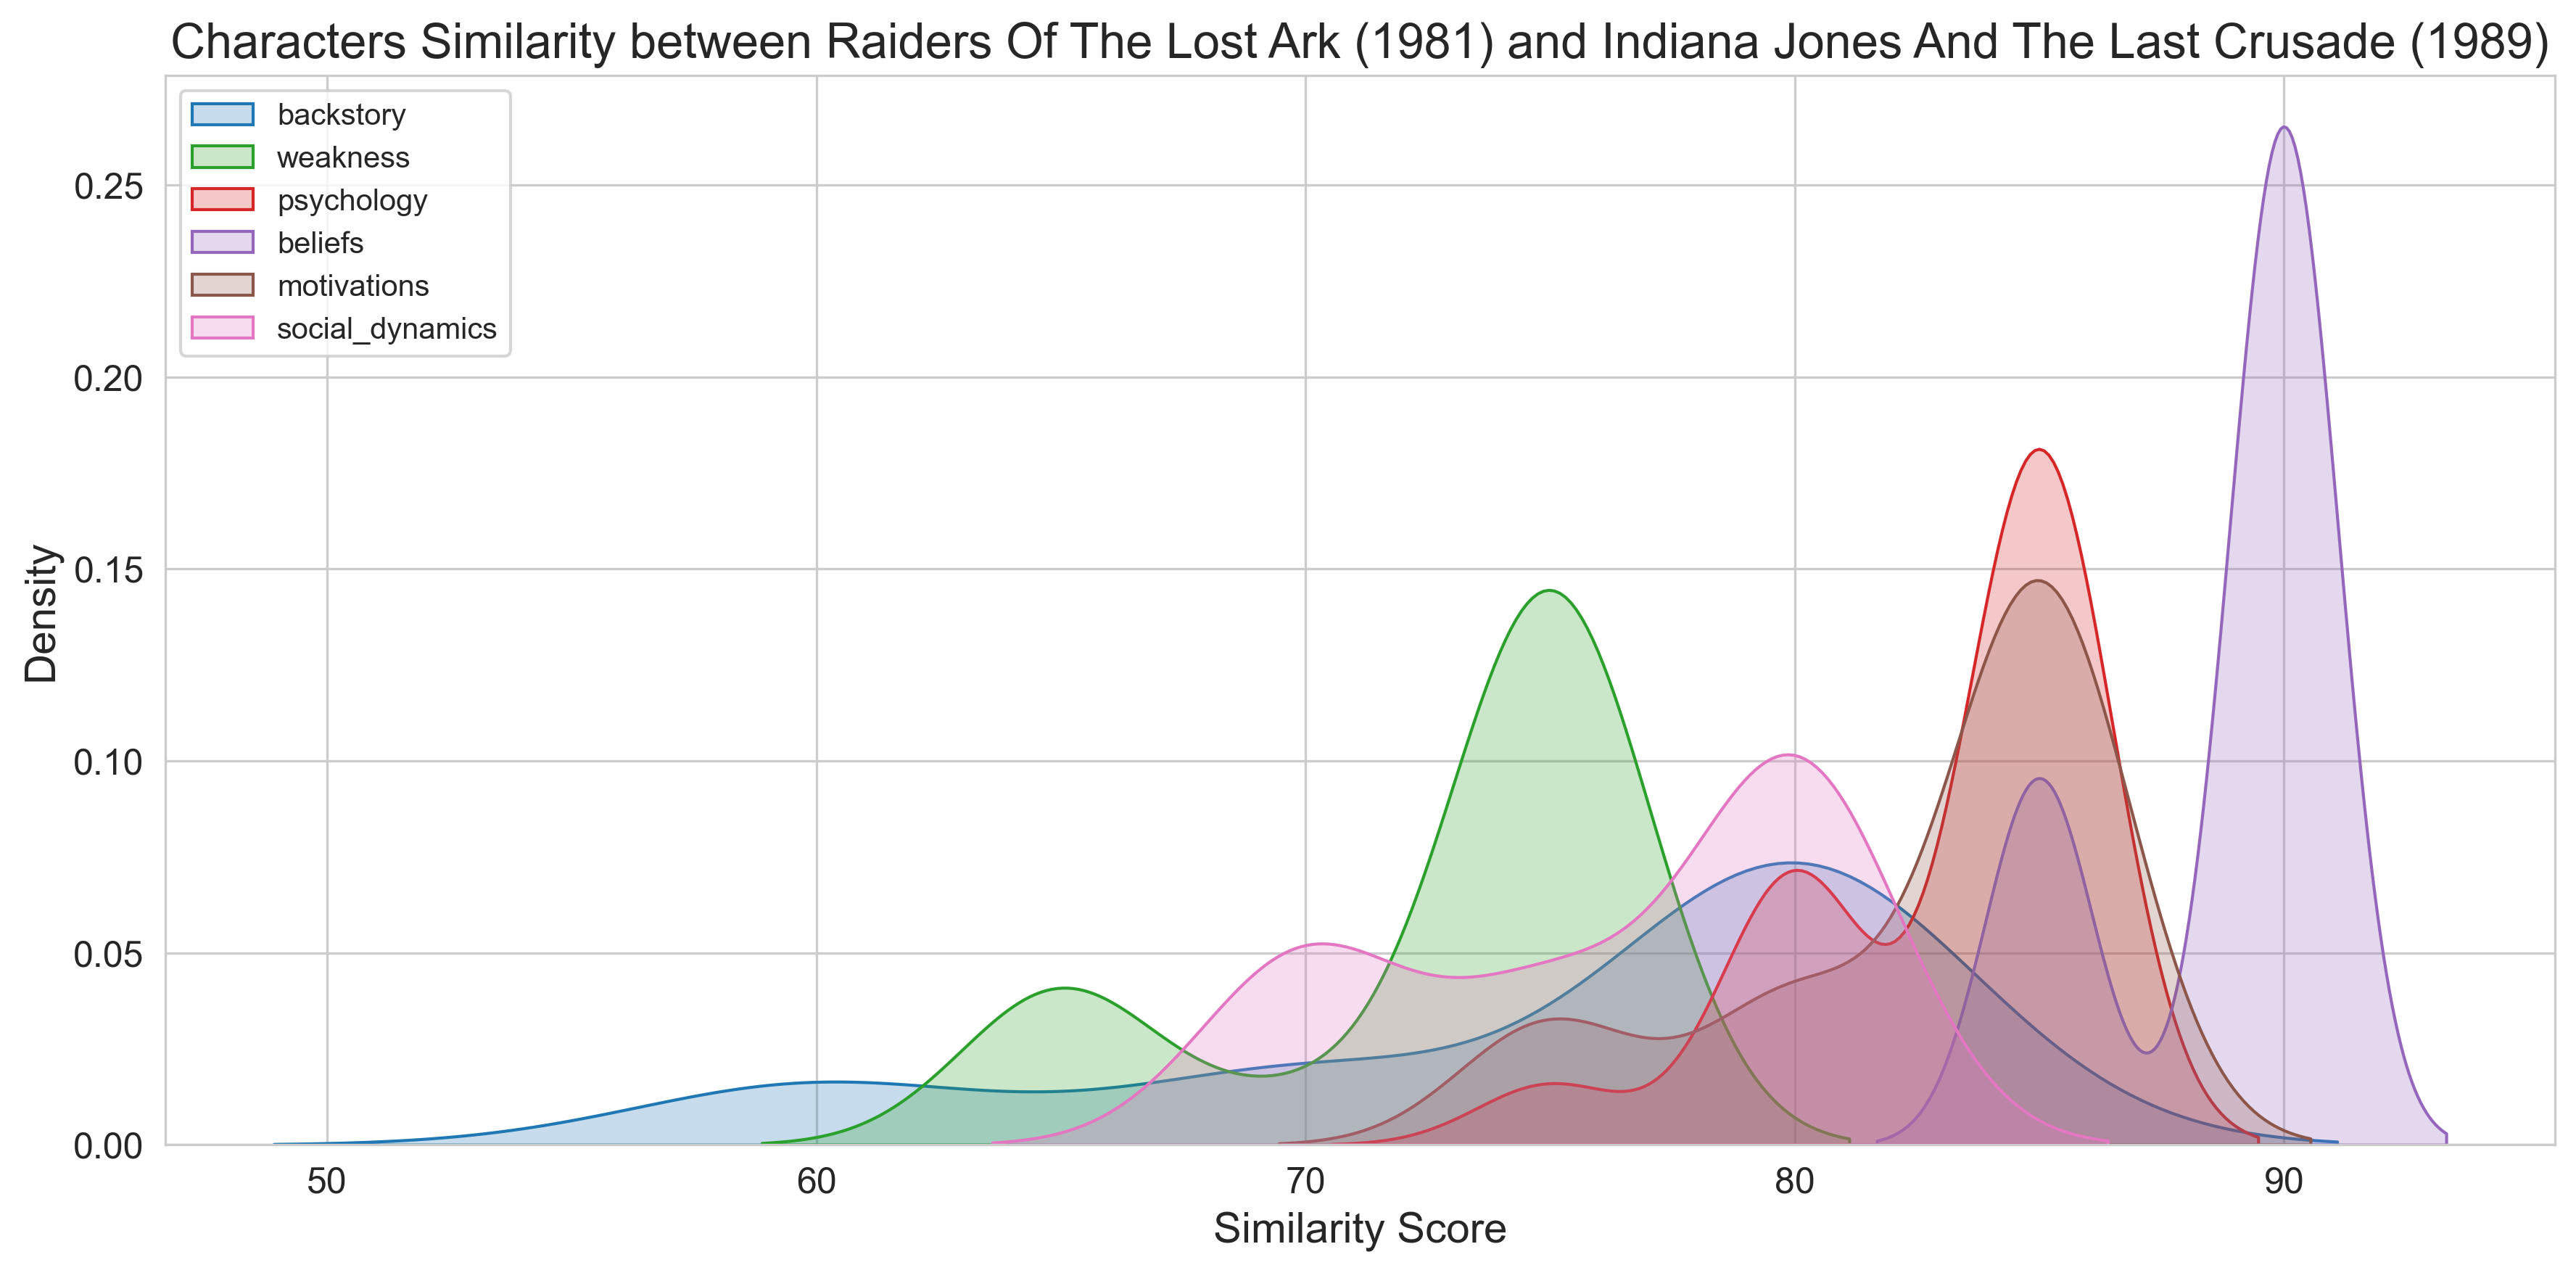 Characters Similarity between Raiders Of The Lost Ark (1981) and Indiana Jones And The Last Crusade (1989)
backstory
weakness
psychology
beliefs
motivations
social_dynamics
Density
0.25
0.20
0.15
0.10
0.05
0.00
50 60 70 80 90
Similarity Score